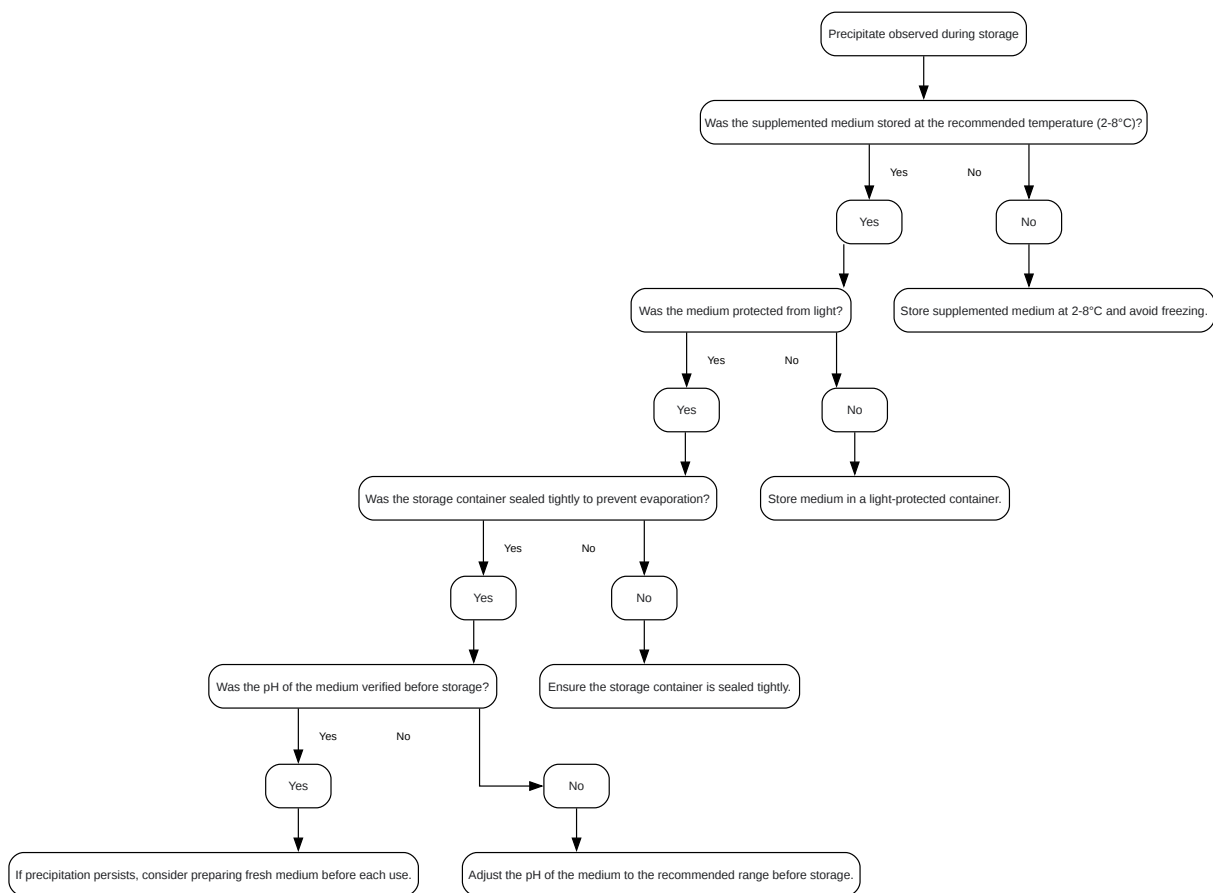 Precipitate observed during storage
Was the supplemented medium stored at the recommended temperature (2-8°C)?
Yes
No
Yes
No
Was the medium protected from light?
Store supplemented medium at 2-8°C and avoid freezing.
Yes
No
Yes
No
Was the storage container sealed tightly to prevent evaporation?
Store medium in a light-protected container.
Yes
No
Yes
No
Was the pH of the medium verified before storage?
Ensure the storage container is sealed tightly.
Yes
No
Yes
No
If precipitation persists, consider preparing fresh medium before each use.
Adjust the pH of the medium to the recommended range before storage.